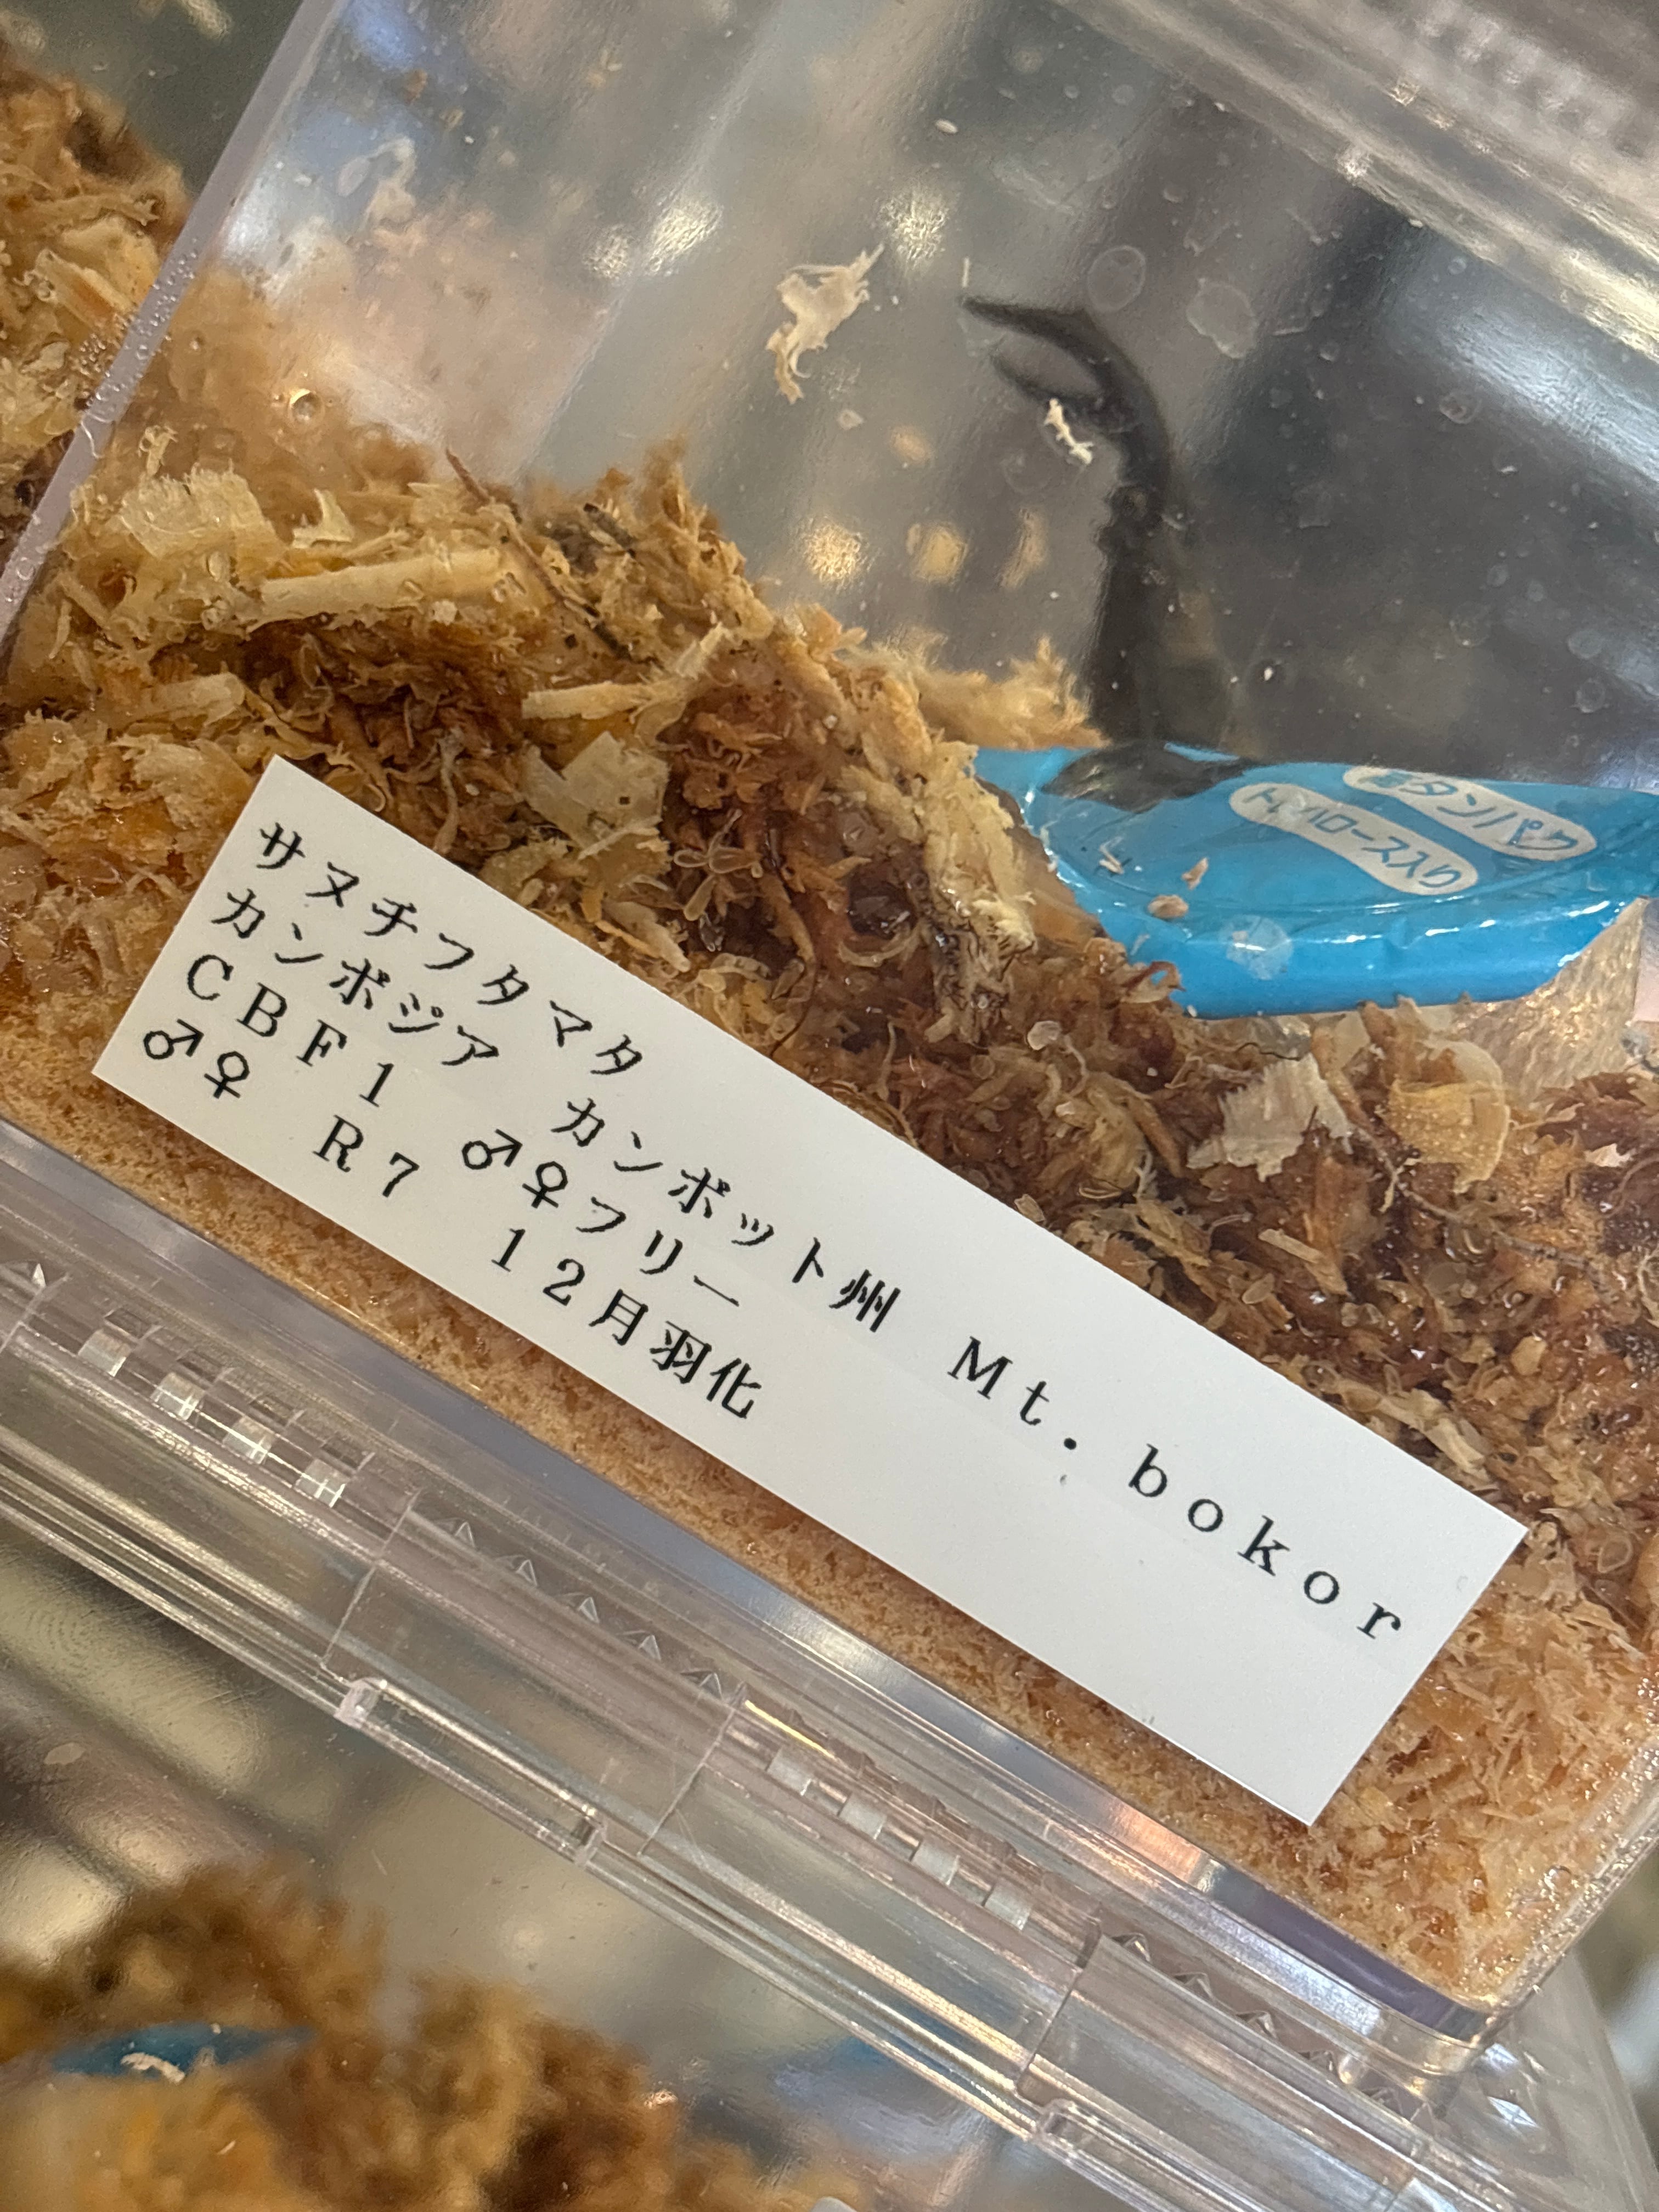 高タンパク
トレハロース入り
サヌチフタマタ
カンボジア　カンポット州　Mt．bokor
CBF1　♂♀フリー
♂♀　R7　12月羽化